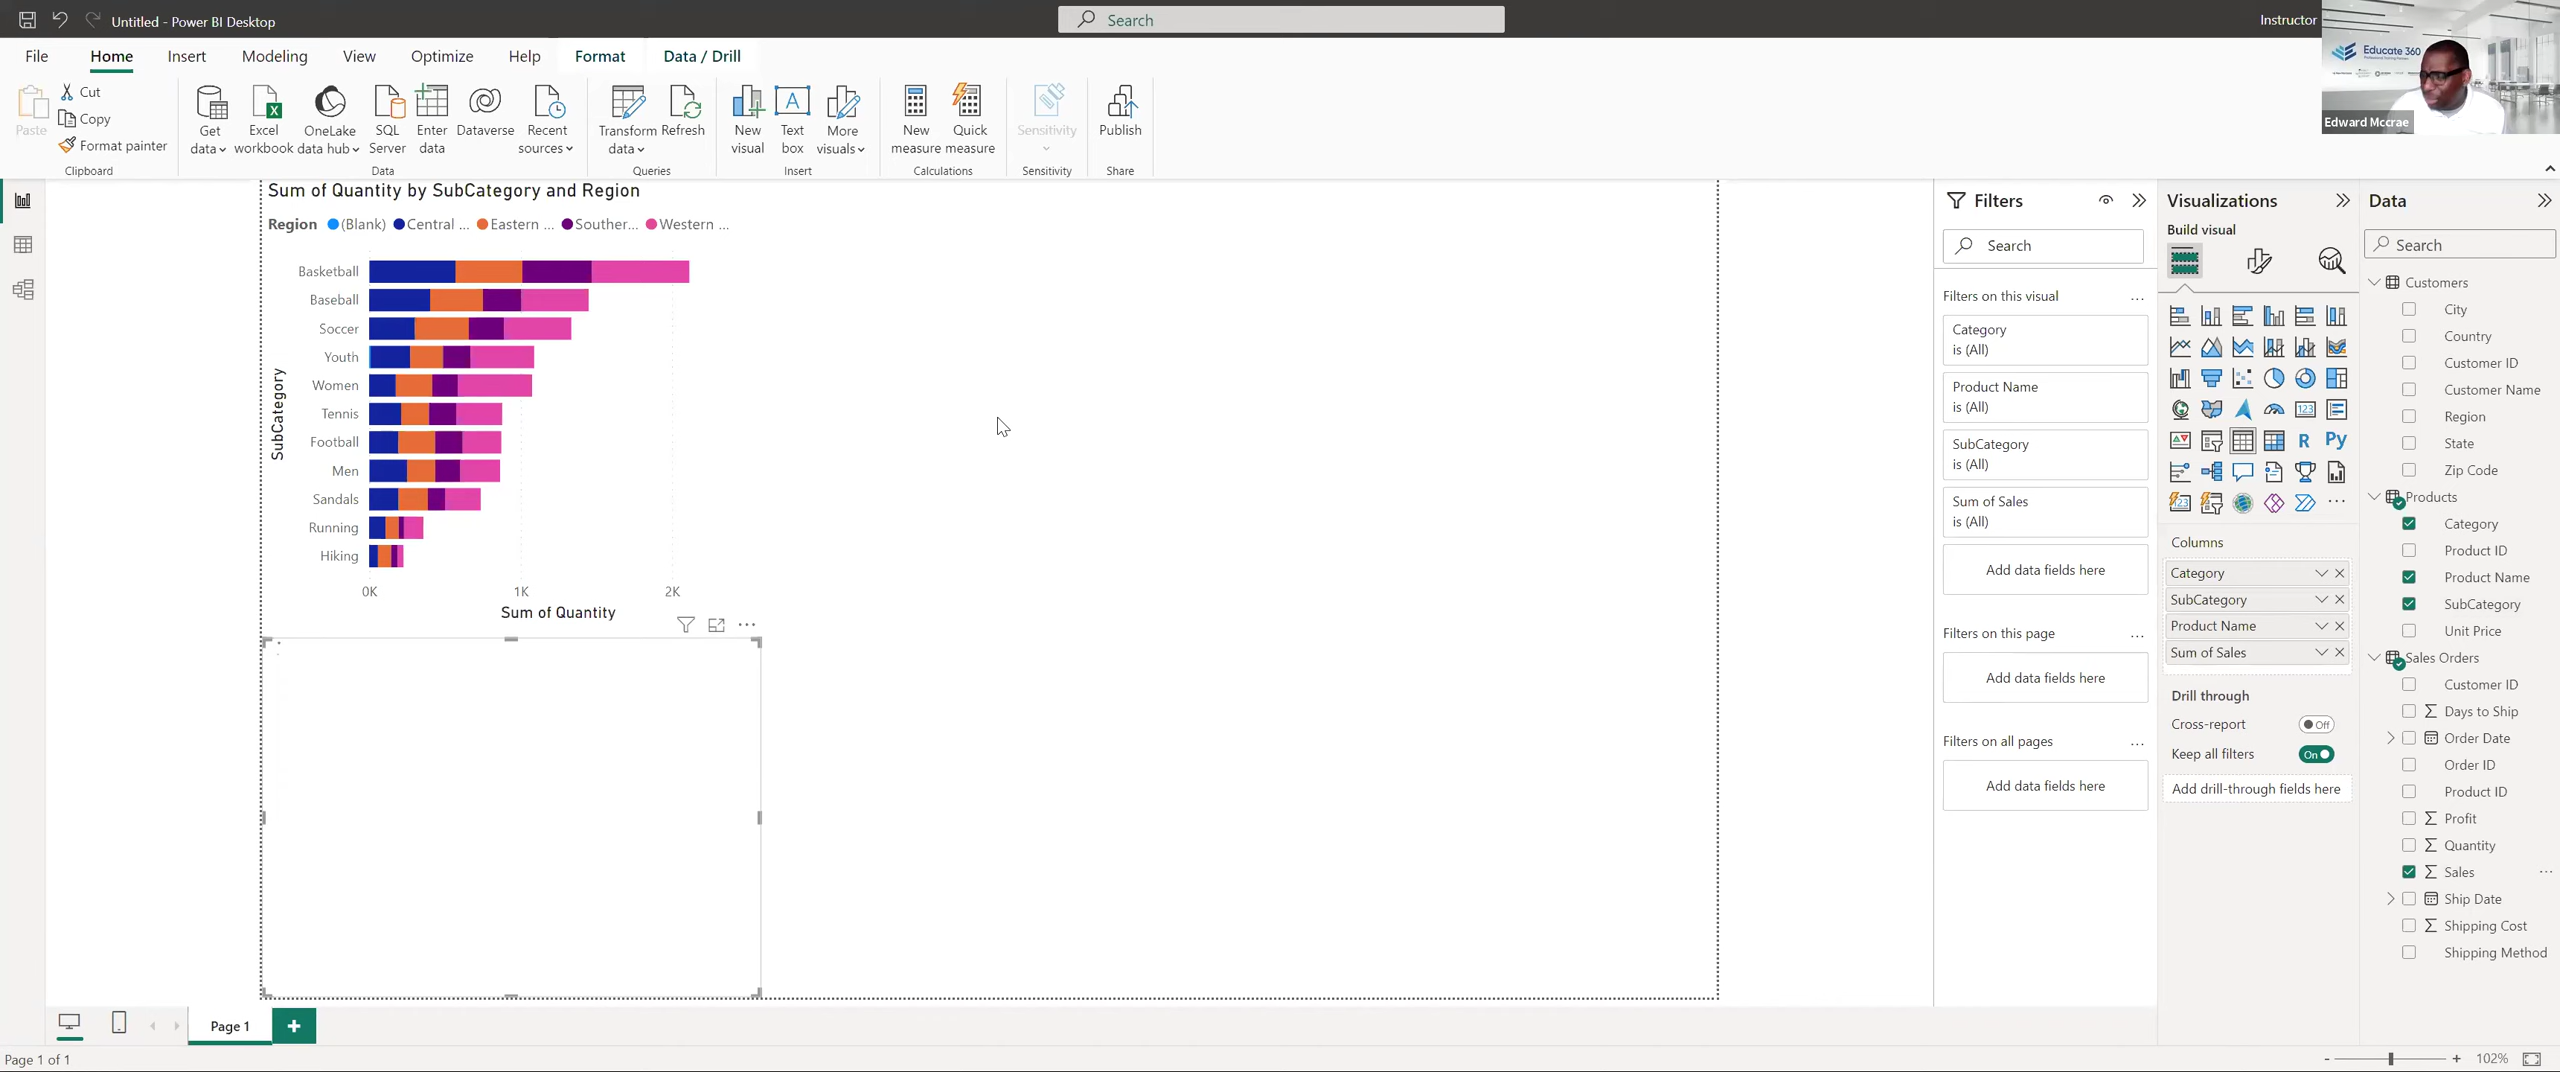 Untitled - Power BI Desktop
Search
Instructor
File Home Insert Modeling View Optimize Help Format Data / Drill
Paste
Cut
Copy
Format painter
Clipboard
Get data
Excel workbook
OneLake data hub
SQL Server
Enter data
Dataverse
Recent sources
Data
Transform data
Refresh
Queries
New visual
Text box
More visuals
Insert
New measure
Quick measure
Calculations
Sensitivity
Sensitivity
Publish
Share
Educate 360
Edward Mccrae
Sum of Quantity by SubCategory and Region
Region (Blank) Central ... Eastern ... Souther... Western ...
SubCategory
Basketball
Baseball
Soccer
Youth
Women
Tennis
Football
Men
Sandals
Running
Hiking
0K 1K 2K
Sum of Quantity
Filters
Search
Filters on this visual
Category
is (All)
Product Name
is (All)
SubCategory
is (All)
Sum of Sales
is (All)
Add data fields here
Filters on this page
Add data fields here
Filters on all pages
Add data fields here
Visualizations
Build visual
123
R
Py
123
Columns
Category
SubCategory
Product Name
Sum of Sales
Drill through
Cross-report Off
Keep all filters On
Add drill-through fields here
Data
Search
Customers
City
Country
Customer ID
Customer Name
Region
State
Zip Code
Products
Category
Product ID
Product Name
SubCategory
Unit Price
Sales Orders
Customer ID
Σ Days to Ship
Order Date
Order ID
Product ID
Σ Profit
Σ Quantity
Σ Sales ...
Ship Date
Σ Shipping Cost
Shipping Method
Page 1 +
Page 1 of 1
- + 102%